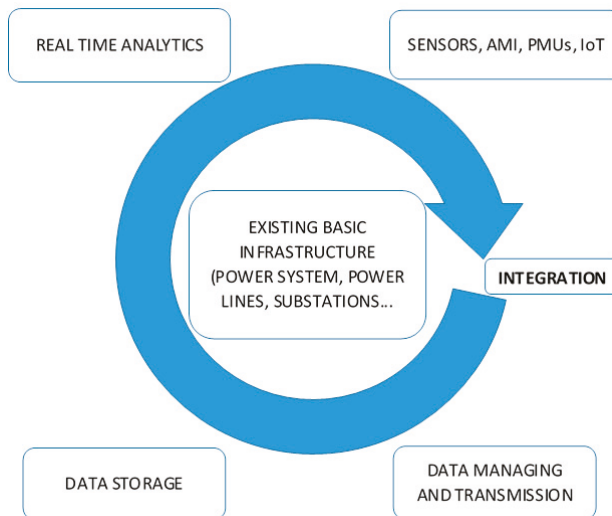 REAL TIME ANALYTICS
SENSORS, AMI, PMUs, IoT
EXISTING BASIC
INFRASTRUCTURE
(POWER SYSTEM, POWER
LINES, SUBSTATIONS...
INTEGRATION
DATA STORAGE
DATA MANAGING
AND TRANSMISSION